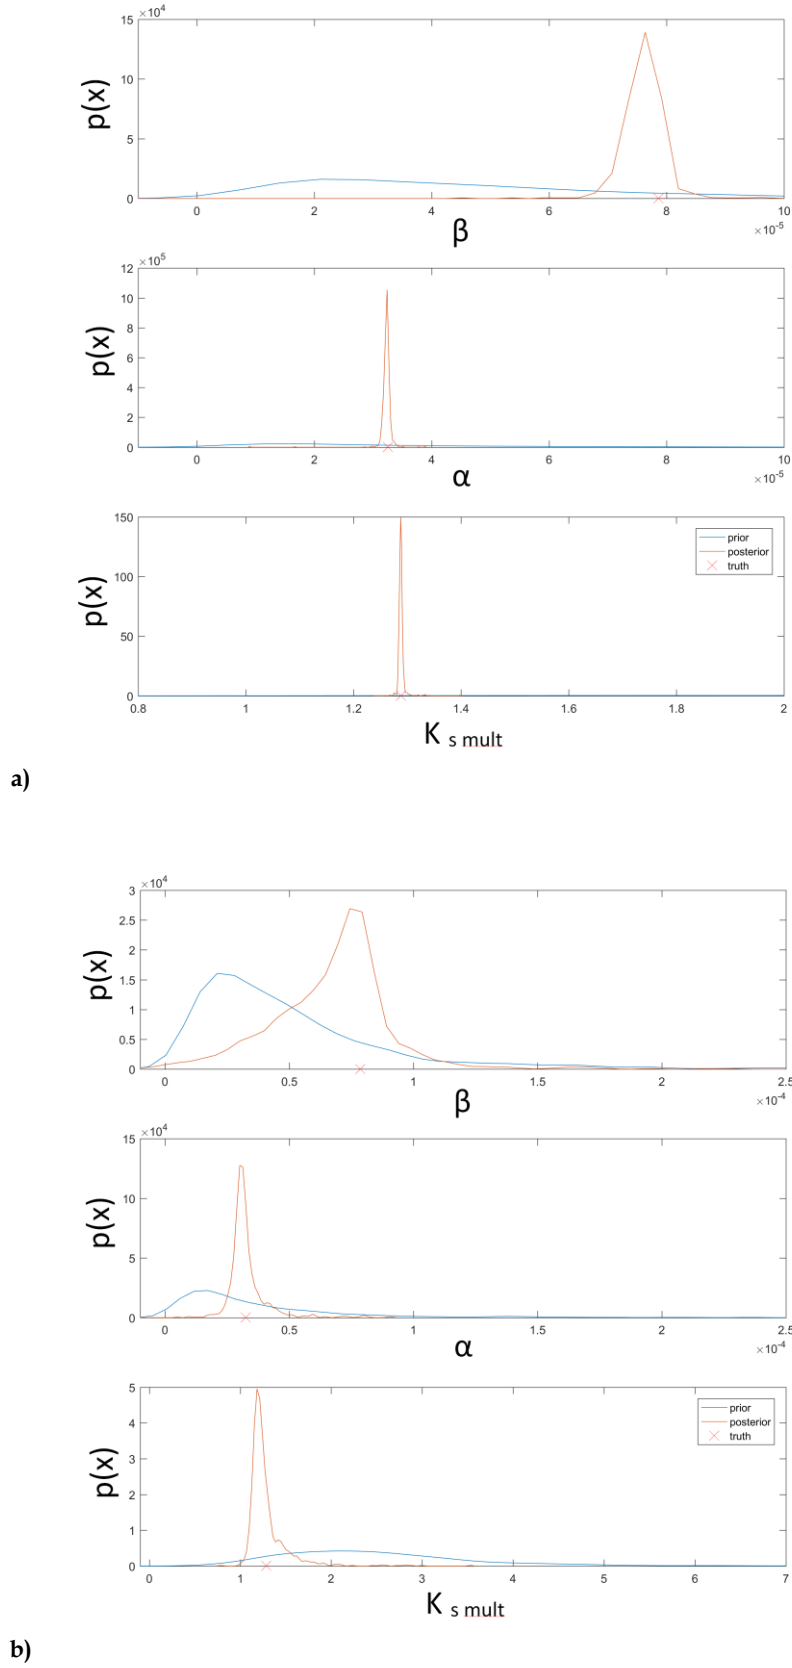 ×10^4
15
10
5
0
p(x)
0 2 4 6 8 10
×10^-5
β
×10^5
12
10
8
6
4
2
0
p(x)
0 2 4 6 8 10
×10^-5
α
150
100
50
0
p(x)
prior
posterior
truth
0.8 1 1.2 1.4 1.6 1.8 2
K s mult
a)
×10^4
3
2.5
2
1.5
1
0.5
0
p(x)
0 0.5 1 1.5 2 2.5
×10^-4
β
×10^4
15
10
5
0
p(x)
0 0.5 1 1.5 2 2.5
×10^-4
α
5
4
3
2
1
0
p(x)
prior
posterior
truth
0 1 2 3 4 5 6 7
K s mult
b)